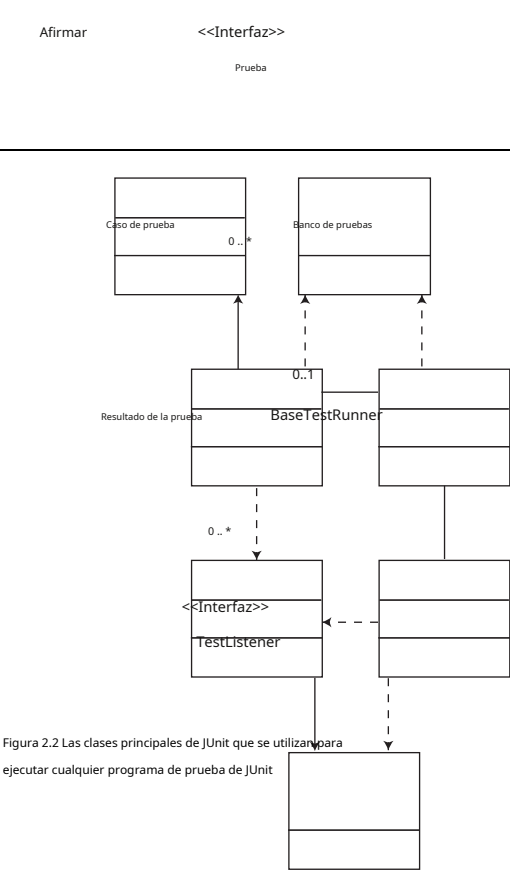 Afirmar
<<Interfaz>>
Prueba
Caso de prueba
Banco de pruebas
0 .. *
0..1
Resultado de la prueba
BaseTestRunner
0 .. *
<<Interfaz>>
TestListener
Figura 2.2 Las clases principales de JUnit que se utilizan para
ejecutar cualquier programa de prueba de JUnit